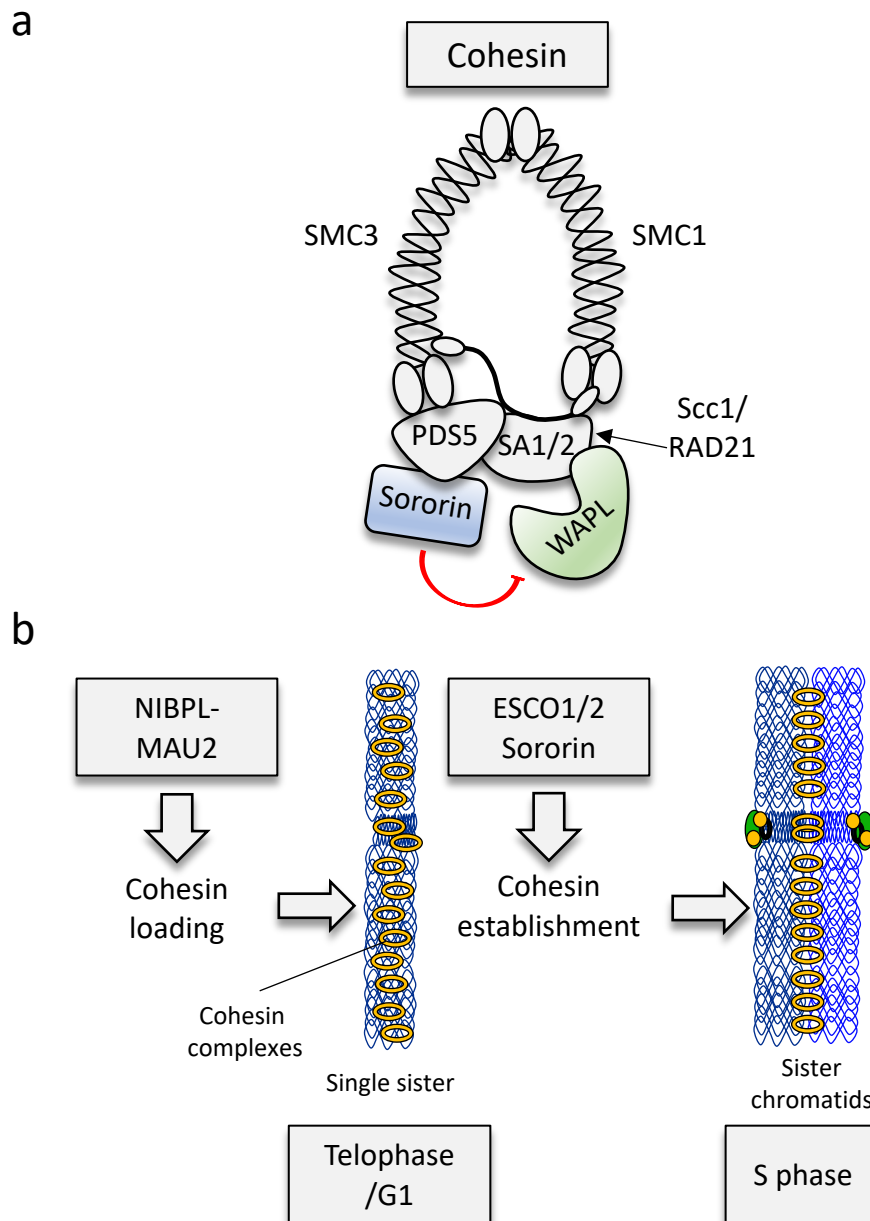 a
Cohesin
SMC3
SMC1
Scc1/
RAD21
PDS5
SA1/2
Sororin
WAPL
b
NIBPL-
MAU2
ESCO1/2
Sororin
Cohesin
loading
Cohesin
establishment
Cohesin
complexes
Single sister
Sister
chromatids
Telophase
/G1
S phase